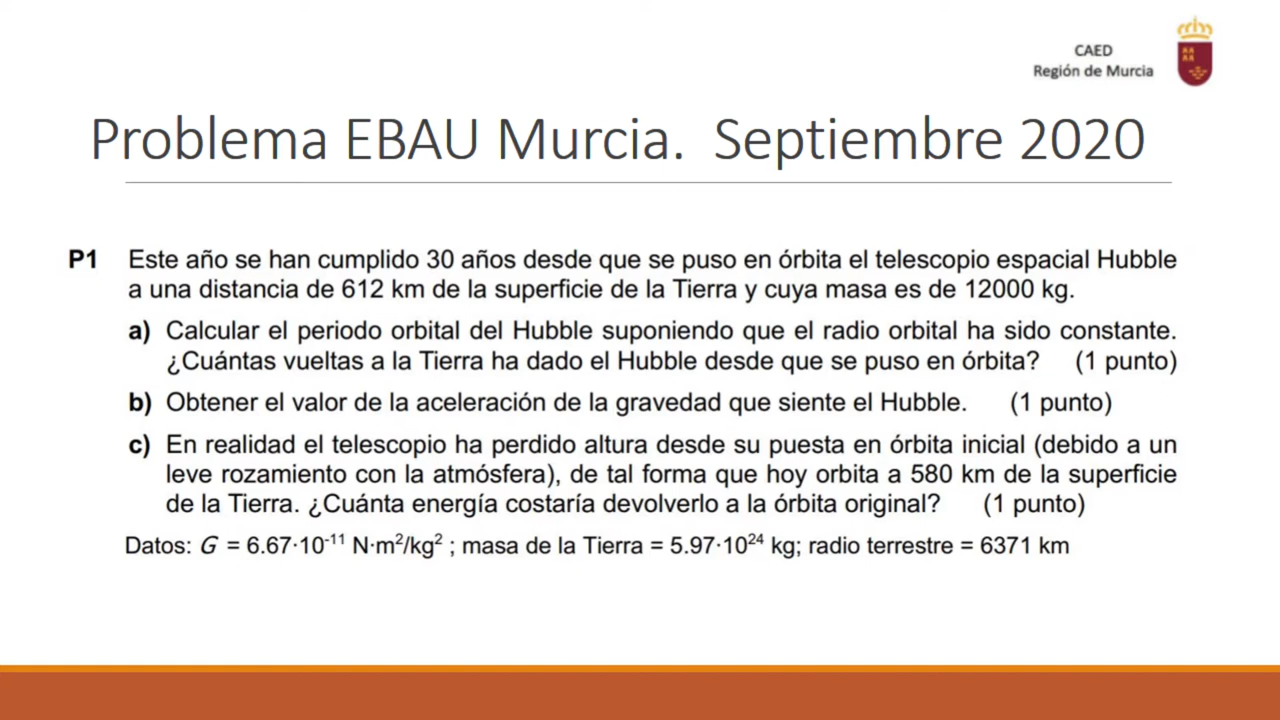 CAED
Región de Murcia
Problema EBAU Murcia. Septiembre 2020
P1 Este año se han cumplido 30 años desde que se puso en órbita el telescopio espacial Hubble
a una distancia de 612 km de la superficie de la Tierra y cuya masa es de 12000 kg.
a) Calcular el periodo orbital del Hubble suponiendo que el radio orbital ha sido constante.
¿Cuántas vueltas a la Tierra ha dado el Hubble desde que se puso en órbita? (1 punto)
b) Obtener el valor de la aceleración de la gravedad que siente el Hubble. (1 punto)
c) En realidad el telescopio ha perdido altura desde su puesta en órbita inicial (debido a un
leve rozamiento con la atmósfera), de tal forma que hoy orbita a 580 km de la superficie
de la Tierra. ¿Cuánta energía costaría devolverlo a la órbita original? (1 punto)
Datos: G = 6.67·10⁻¹¹ N·m²/kg² ; masa de la Tierra = 5.97·10²⁴ kg; radio terrestre = 6371 km